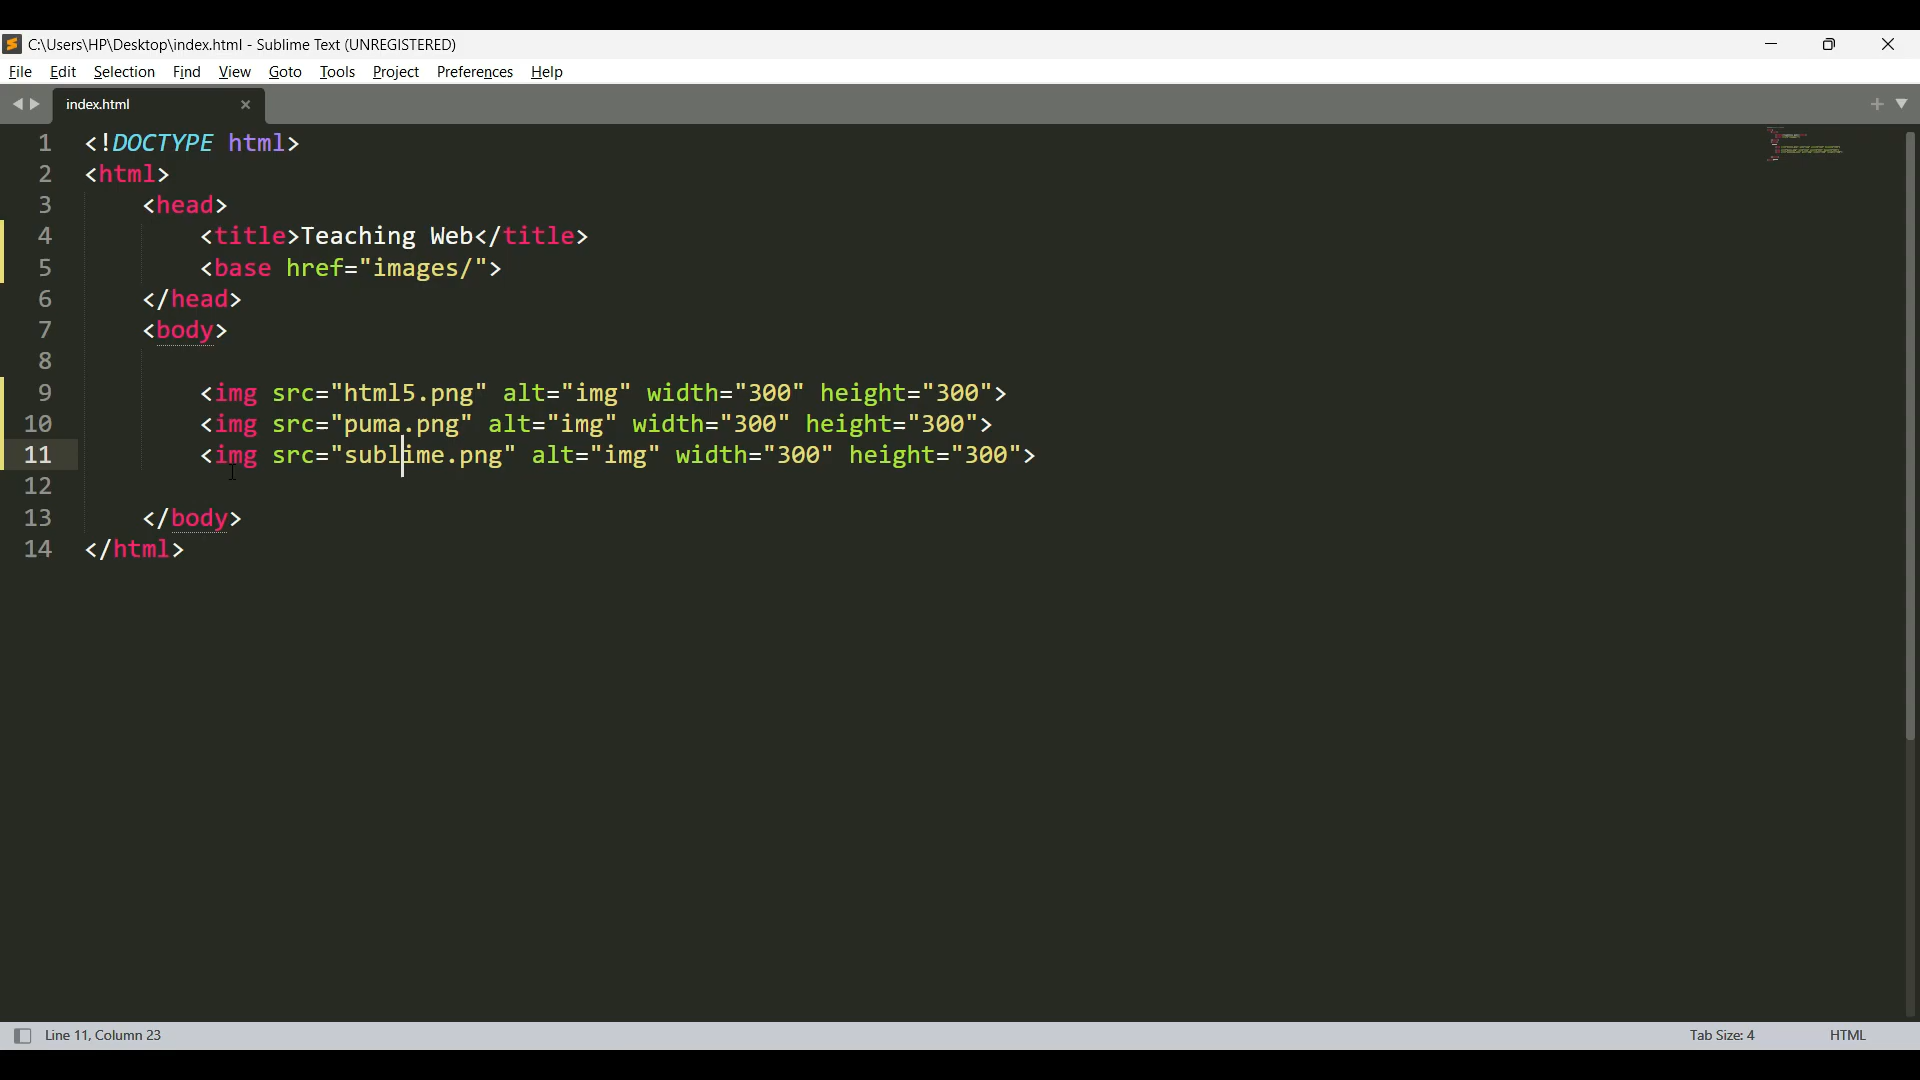 C:\Users\HP\Desktop\index.html - Sublime Text (UNREGISTERED)
File Edit Selection Find View Goto Tools Project Preferences Help
index.html
1 <!DOCTYPE html>
2 <html>
3 <head>
4 <title>Teaching Web</title>
5 <base href="images/">
6 </head>
7 <body>
8
9 <img src="html5.png" alt="img" width="300" height="300">
10 <img src="puma.png" alt="img" width="300" height="300">
11 <img src="sublime.png" alt="img" width="300" height="300">
12
13 </body>
14 </html>
Line 11, Column 23 Tab Size: 4 HTML